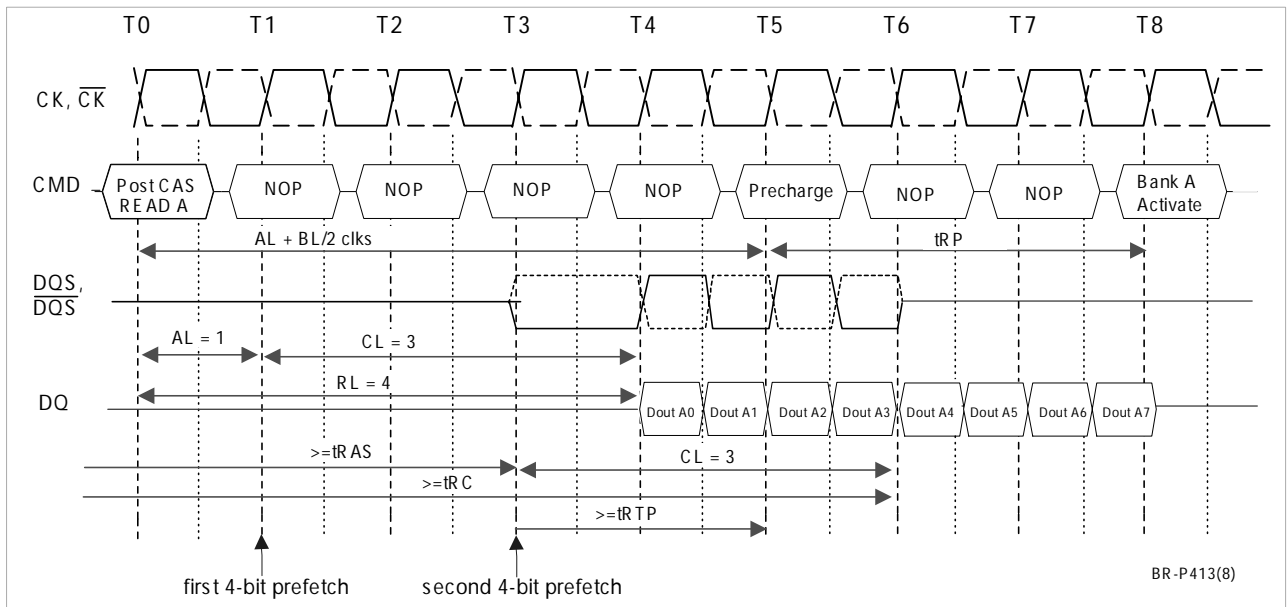 T0 T1 T2 T3 T4 T5 T6 T7 T8
CK, CK
CMD
Post CAS
READ A
NOP
NOP
NOP
NOP
Precharge
NOP
NOP
Bank A
Activate
AL + BL/2 clks
tRP
DQS,
DQS
AL = 1
CL = 3
RL = 4
DQ
Dout A0 Dout A1 Dout A2 Dout A3 Dout A4 Dout A5 Dout A6 Dout A7
>=tRAS
CL = 3
>=tRC
>=tRTP
first 4-bit prefetch
second 4-bit prefetch
BR-P413(8)